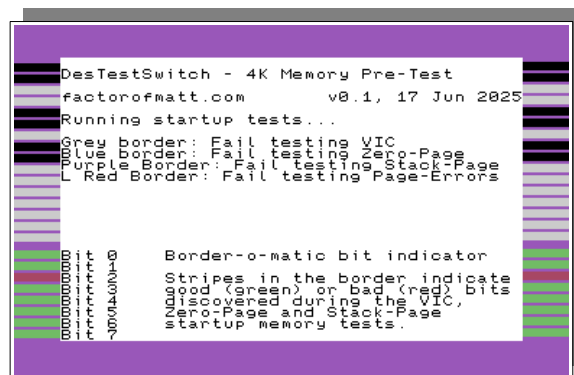 DesTestSwitch - 4K Memory Pre-Test
factorofmatt.com v0.1, 17 Jun 2025
Running startup tests...
Grey border: Fail testing VIC
Blue border: Fail testing Zero-Page
Purple Border: Fail testing Stack-Page
L Red Border: Fail testing Page-Errors
Bit 0 Border-o-matic bit indicator
Bit 1
Bit 2 Stripes in the border indicate
Bit 3 good (green) or bad (red) bits
Bit 4 discovered during the VIC,
Bit 5 Zero-Page and Stack-Page
Bit 6 startup memory tests.
Bit 7